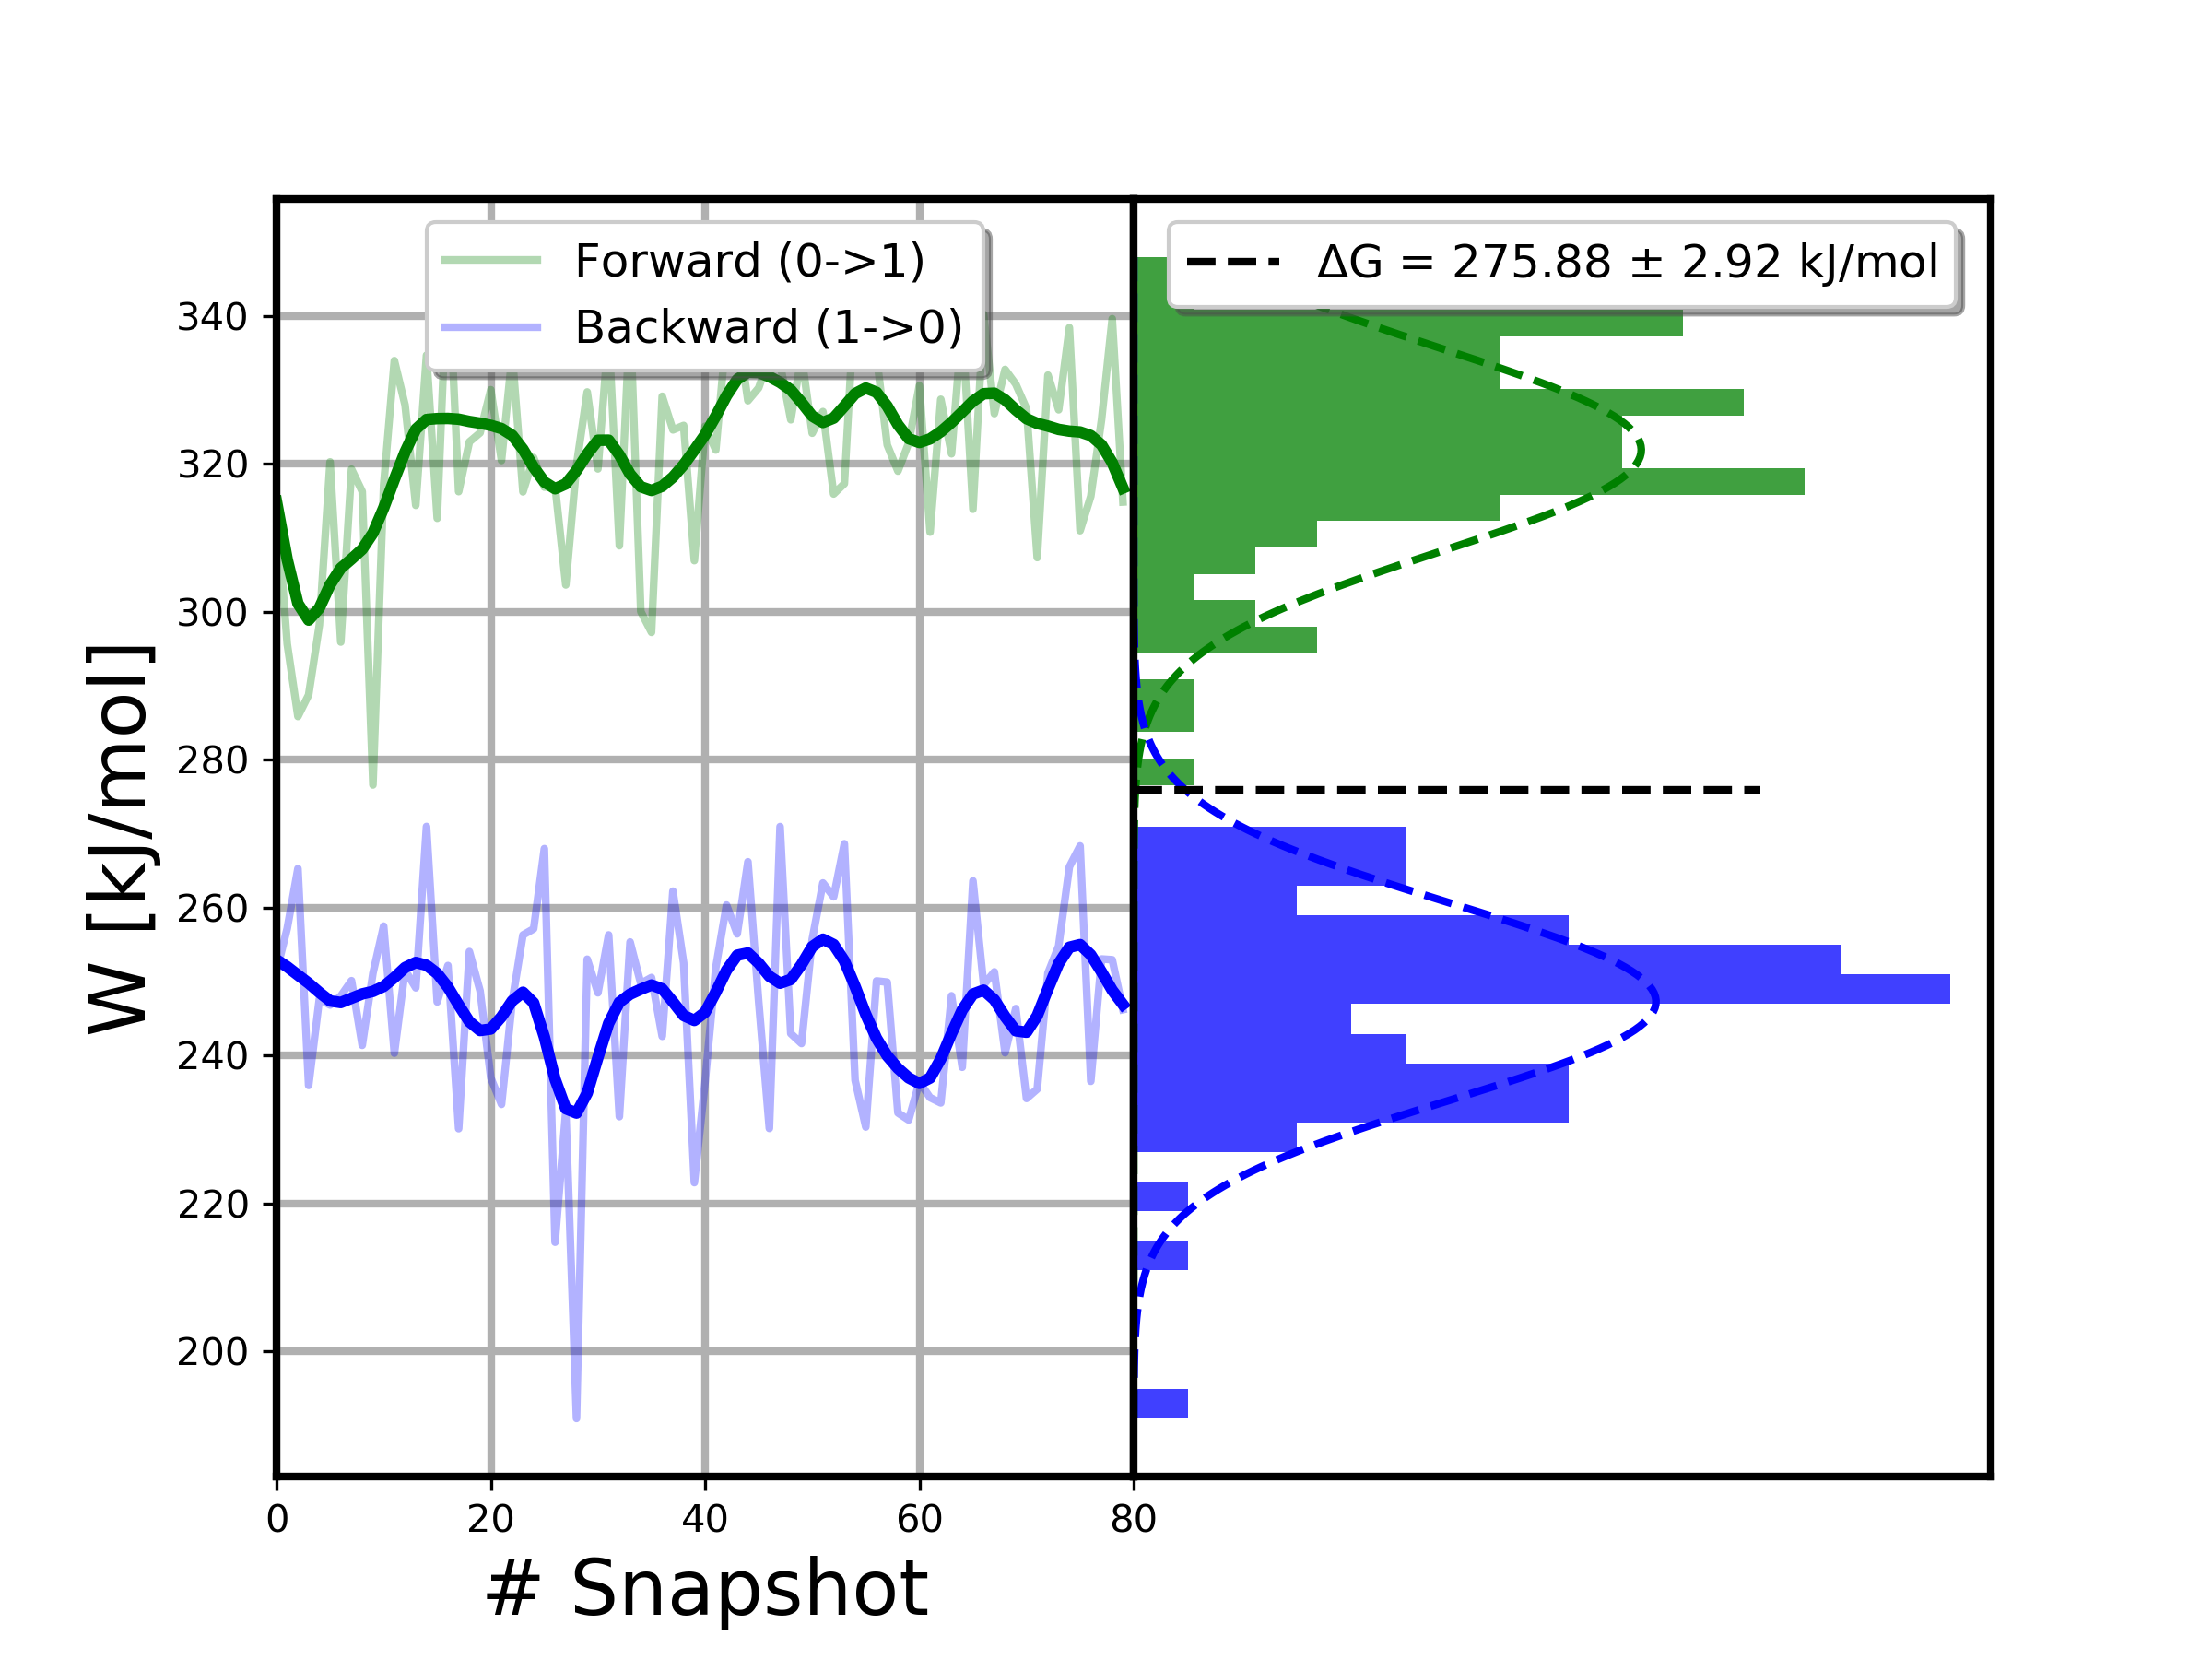 Forward (0->1)
Backward (1->0)
ΔG = 275.88 ± 2.92 kJ/mol
W [kJ/mol]
340
320
300
280
260
240
220
200
0 20 40 60 80
# Snapshot